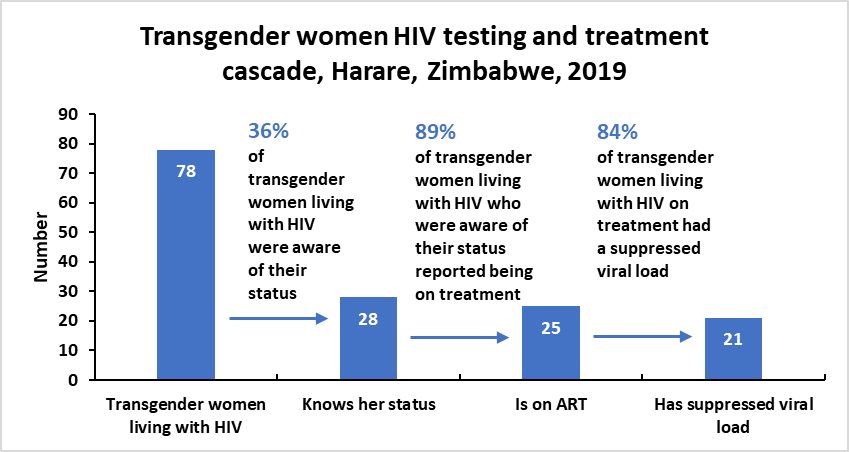 Transgender women HIV testing and treatment
cascade, Harare, Zimbabwe, 2019
Number
90
80
70
60
50
40
30
20
10
0
78
28
25
21
36%
of
transgender
women living
with HIV
were aware
of their
status
89%
of transgender
women living
with HIV who
were aware of
their status
reported being
on treatment
84%
of transgender
women living
with HIV on
treatment had
a suppressed
viral load
Transgender women
living with HIV
Knows her status
Is on ART
Has suppressed viral
load